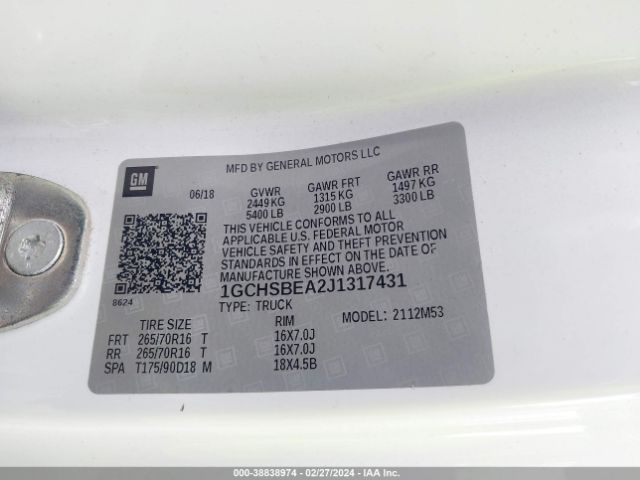 MFD BY GENERAL MOTORS LLC
GM
06/18 GVWR GAWR FRT GAWR RR
2449 KG 1315 KG 1497 KG
5400 LB 2900 LB 3300 LB
THIS VEHICLE CONFORMS TO ALL
APPLICABLE U.S. FEDERAL MOTOR
VEHICLE SAFETY AND THEFT PREVENTION
STANDARDS IN EFFECT ON THE DATE OF
MANUFACTURE SHOWN ABOVE.
8624
1GCHSBEA2J1317431
TYPE: TRUCK
TIRE SIZE RIM MODEL: 2112M53
FRT 265/70R16 T 16X7.0J
RR 265/70R16 T 16X7.0J
SPA T175/90D18 M 18X4.5B
000-38838974 / 02/27/2024 - IAA Inc.